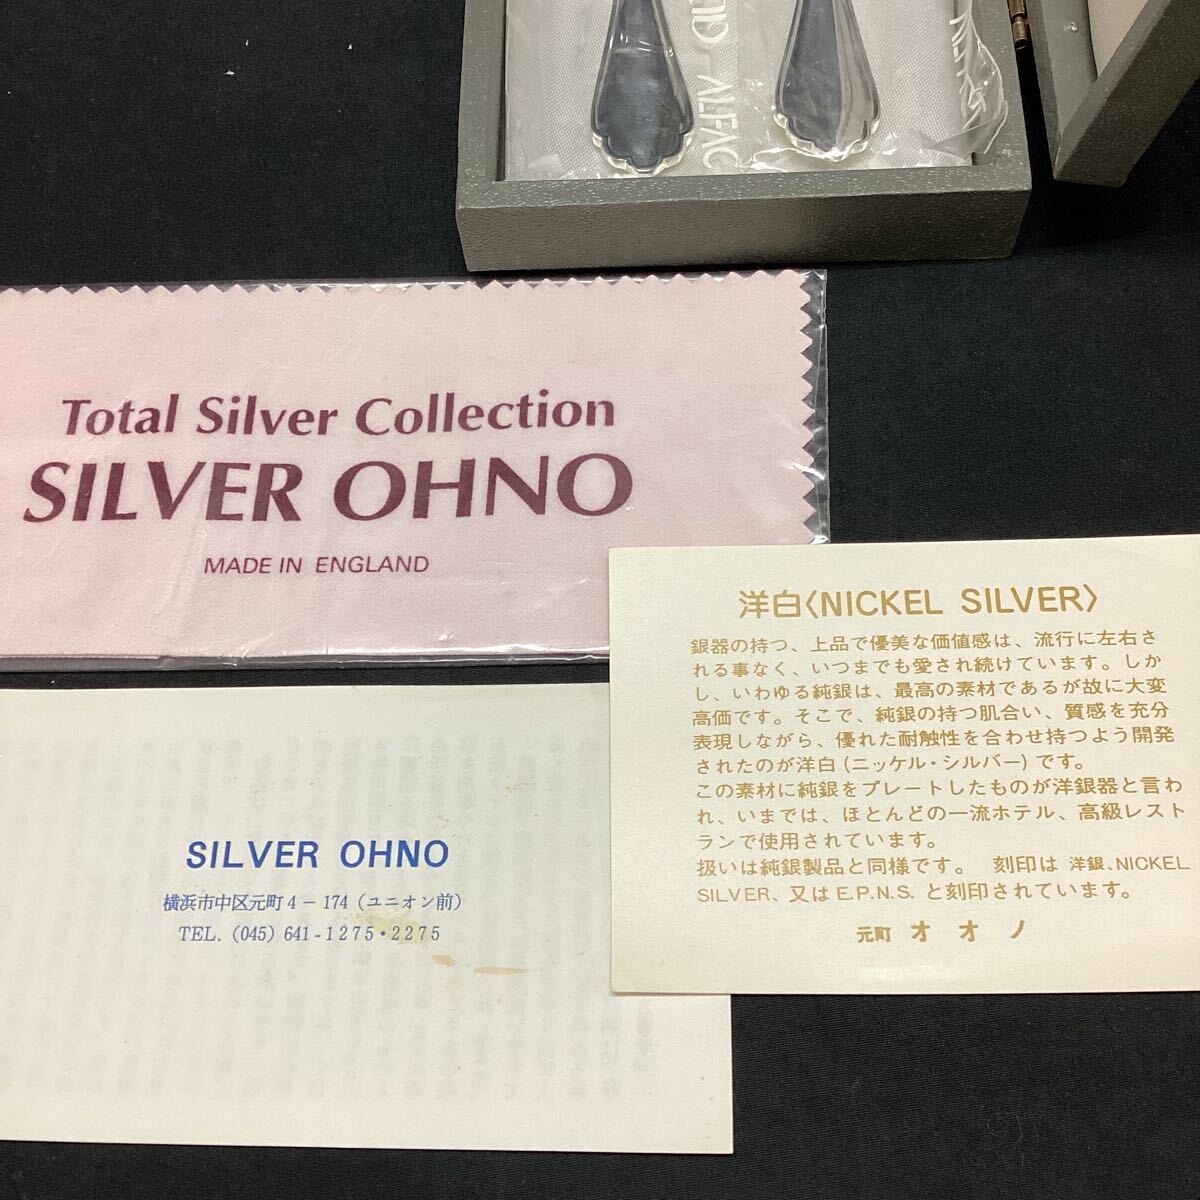 Total Silver Collection
SILVER OHNO
MADE IN ENGLAND
洋白〈NICKEL SILVER〉
銀器の持つ、上品で優美な価値感は、流行に左右さ
れる事なく、いつまでも愛され続けています。しか
し、いわゆる純銀は、最高の素材であるが故に大変
高価です。そこで、純銀の持つ肌合い、質感を充分
表現しながら、優れた耐触性を合わせ持つよう開発
されたのが洋白(ニッケル・シルバー)です。
この素材に純銀をプレートしたものが洋銀器と言わ
れ、いまでは、ほとんどの一流ホテル、高級レスト
ランで使用されています。
扱いは純銀製品と同様です。 刻印は 洋銀、NICKEL
SILVER、又は E.P.N.S. と刻印されています。
元町 オオノ
SILVER OHNO
横浜市中区元町4－174（ユニオン前）
TEL. (045) 641-1275・2275